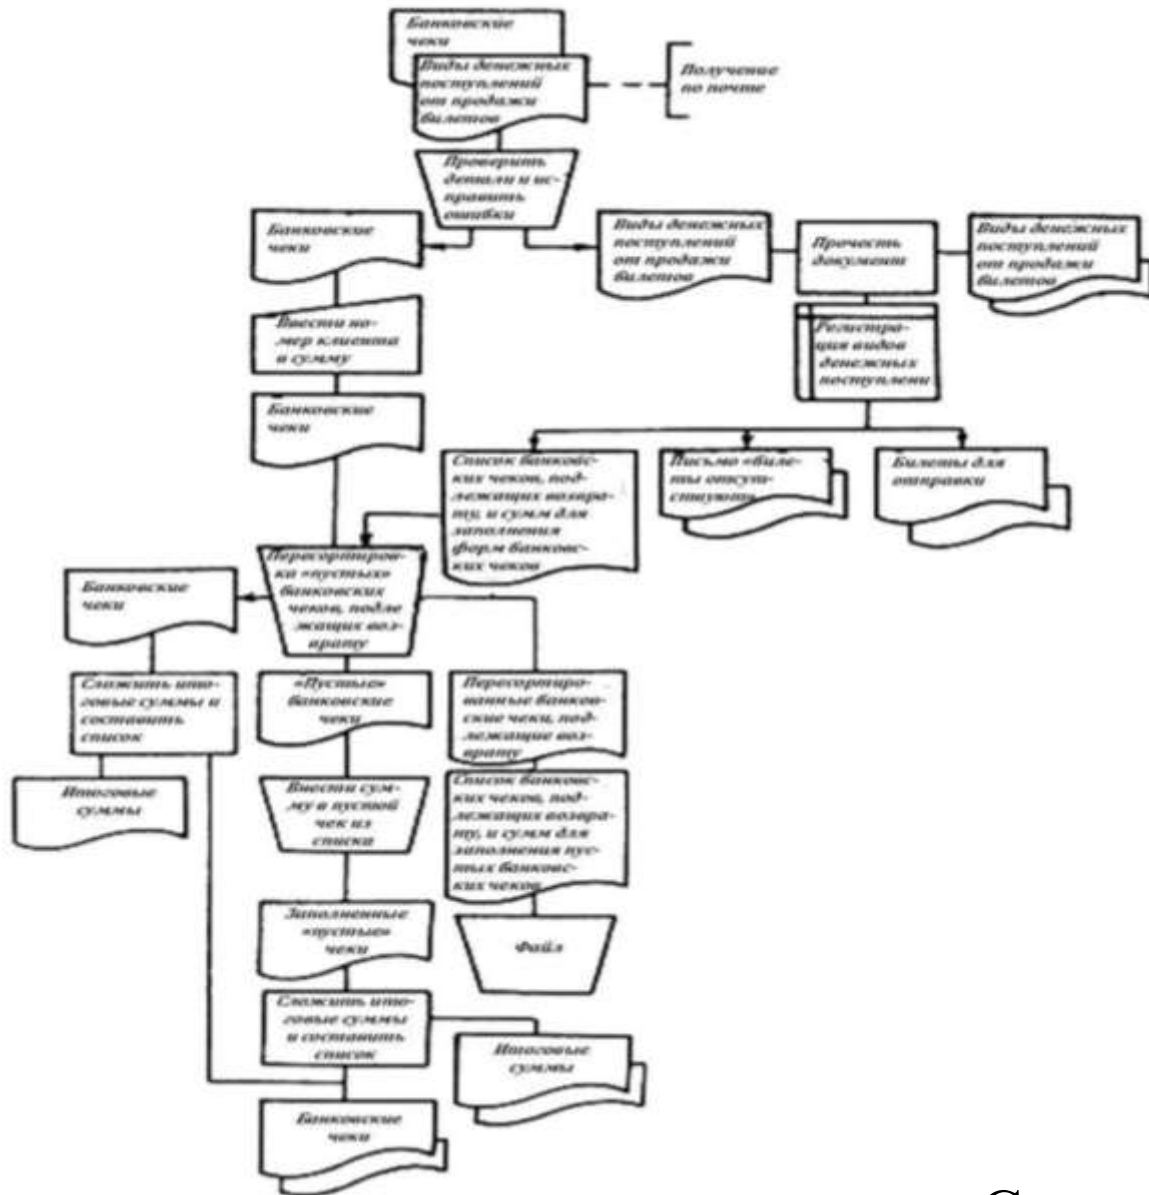 Банковские
чеки
Виды денежных
поступлений
от продажи
билетов
Получение
по почте
Проверить
детали и ис-
править
ошибки
Банковские
чеки
Виды денежных
поступлений
от продажи
билетов
Прочесть
документ
Виды денежных
поступлений
от продажи
билетов
Ввести но-
мер клиента
и сумму
Регистра-
ция видов
денежных
поступлени
Банковские
чеки
Список банковс-
ких чеков, под-
лежащих возвра-
ту, и сумм для
заполнения
форм банковс-
ких чеков
Письмо «биле-
ты отсут-
ствуют»
Билеты для
отправки
Пересортиров-
ка «пустых»
банковских
чеков, подле
жащих воз-
врату
Банковские
чеки
Сложить ито-
говые суммы и
составить
список
«Пустые»
банковские
чеки
Пересортиро-
ванные банков-
ские чеки, под-
лежащие воз-
врату
Итоговые
суммы
Внести сум-
му в пустой
чек из
списка
Список банковс-
ких чеков, под-
лежащих возвра-
ту, и сумм для
заполнения пус-
тых банковс-
ких чеков
Заполненные
«пустые»
чеки
Файл
Сложить ито-
говые суммы
и составить
список
Итоговые
суммы
Банковские
чеки